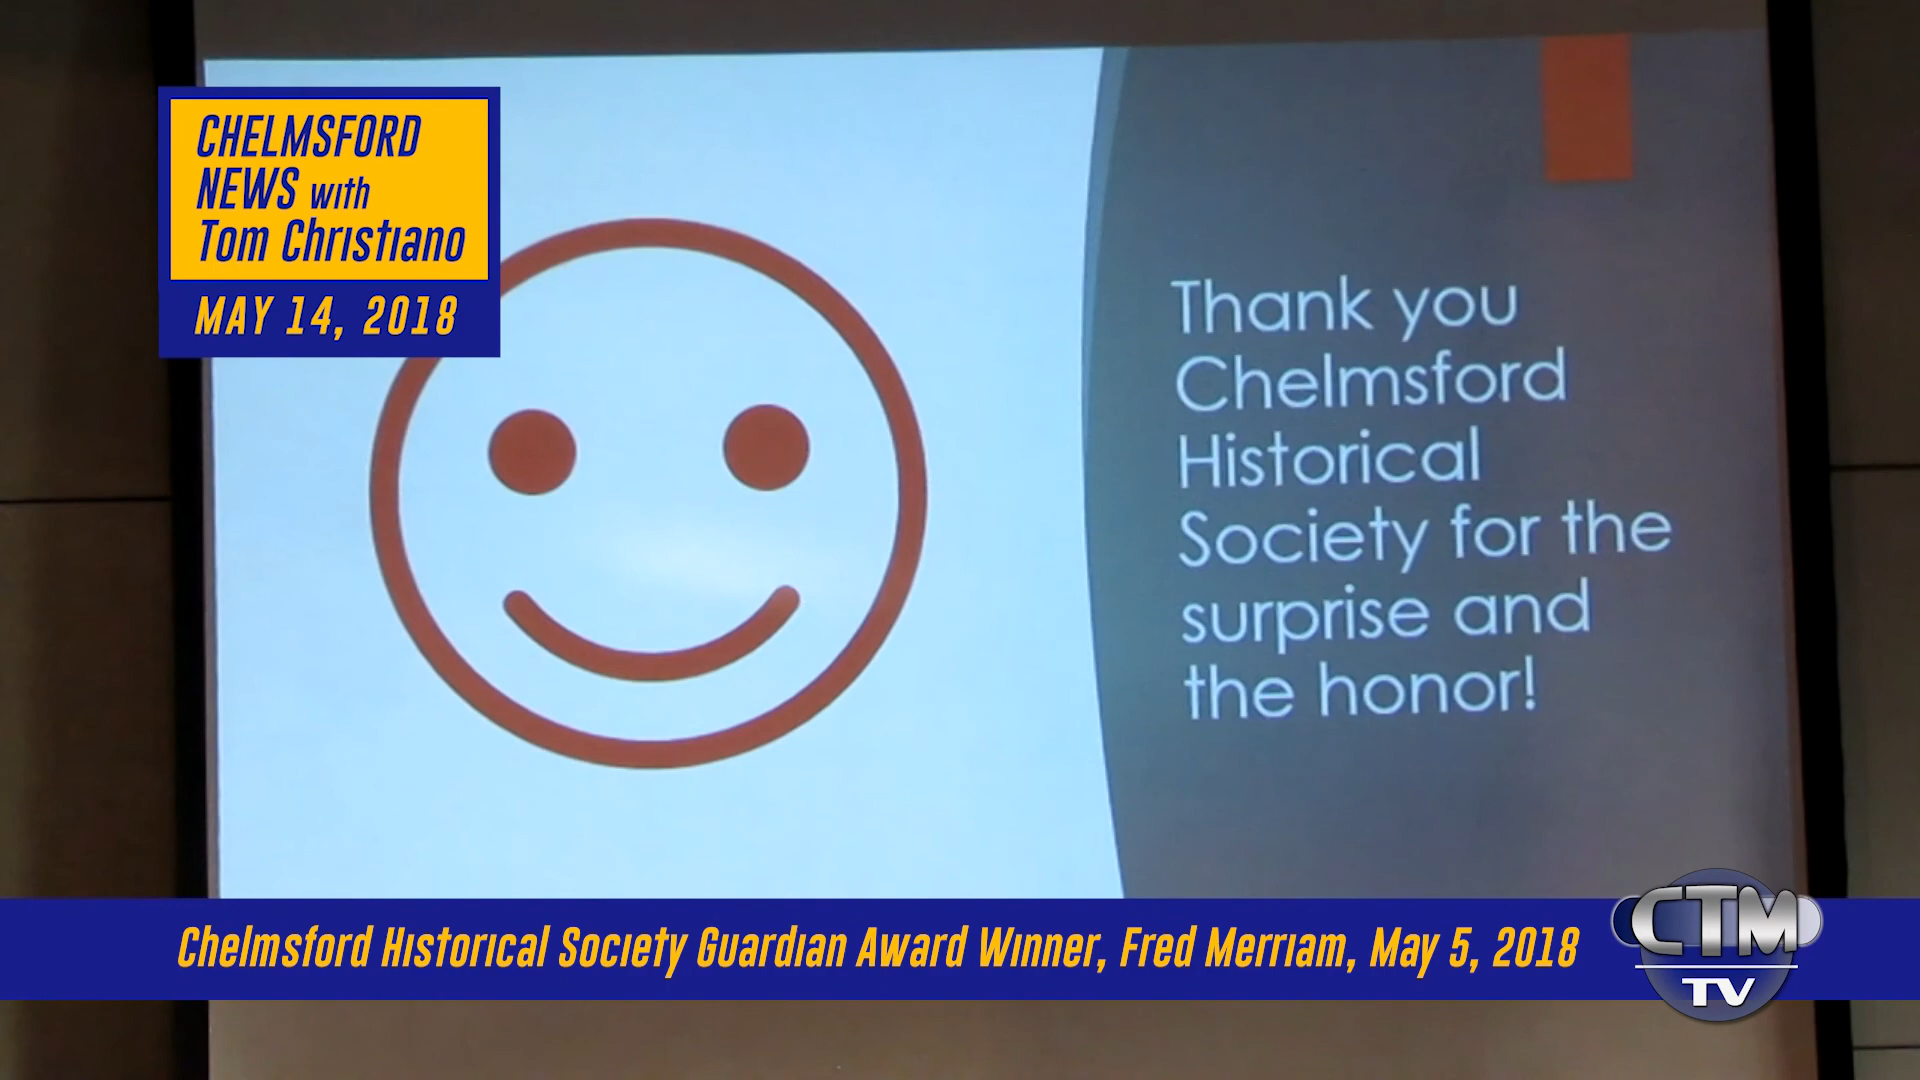 CHELMSFORD
NEWS with
Tom Christiano
MAY 14, 2018
Thank you
Chelmsford
Historical
Society for the
surprise and
the honor!
Chelmsford Historical Society Guardian Award Winner, Fred Merriam, May 5, 2018
CTM
TV